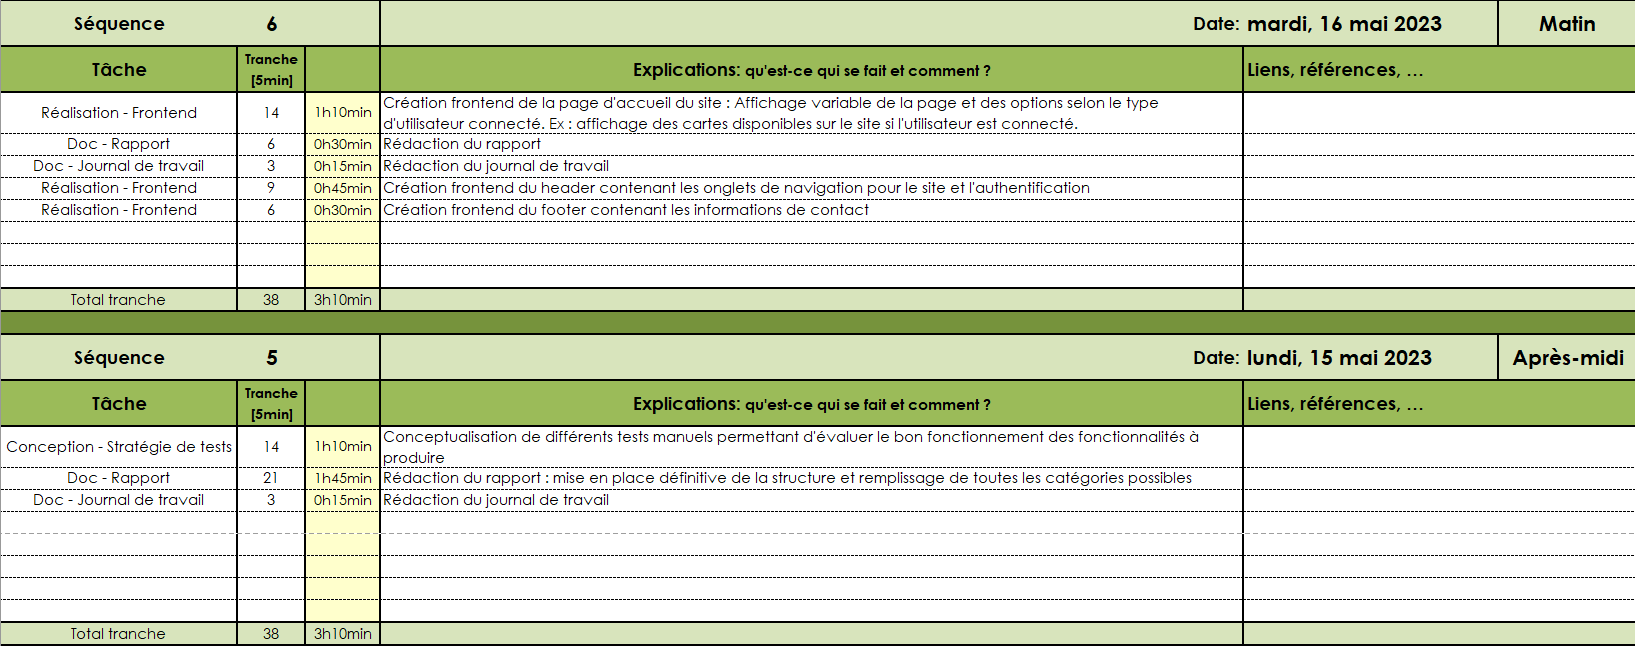 Séquence 6 Date: mardi, 16 mai 2023 Matin
Tâche Tranche [5min] Explications: qu'est-ce qui se fait et comment ? Liens, références, ...
Réalisation - Frontend 14 1h10min Création frontend de la page d'accueil du site : Affichage variable de la page et des options selon le type
d'utilisateur connecté. Ex : affichage des cartes disponibles sur le site si l'utilisateur est connecté.
Doc - Rapport 6 0h30min Rédaction du rapport
Doc - Journal de travail 3 0h15min Rédaction du journal de travail
Réalisation - Frontend 9 0h45min Création frontend du header contenant les onglets de navigation pour le site et l'authentification
Réalisation - Frontend 6 0h30min Création frontend du footer contenant les informations de contact
Total tranche 38 3h10min
Séquence 5 Date: lundi, 15 mai 2023 Après-midi
Tâche Tranche [5min] Explications: qu'est-ce qui se fait et comment ? Liens, références, ...
Conception - Stratégie de tests 14 1h10min Conceptualisation de différents tests manuels permettant d'évaluer le bon fonctionnement des fonctionnalités à
produire
Doc - Rapport 21 1h45min Rédaction du rapport : mise en place définitive de la structure et remplissage de toutes les catégories possibles
Doc - Journal de travail 3 0h15min Rédaction du journal de travail
Total tranche 38 3h10min